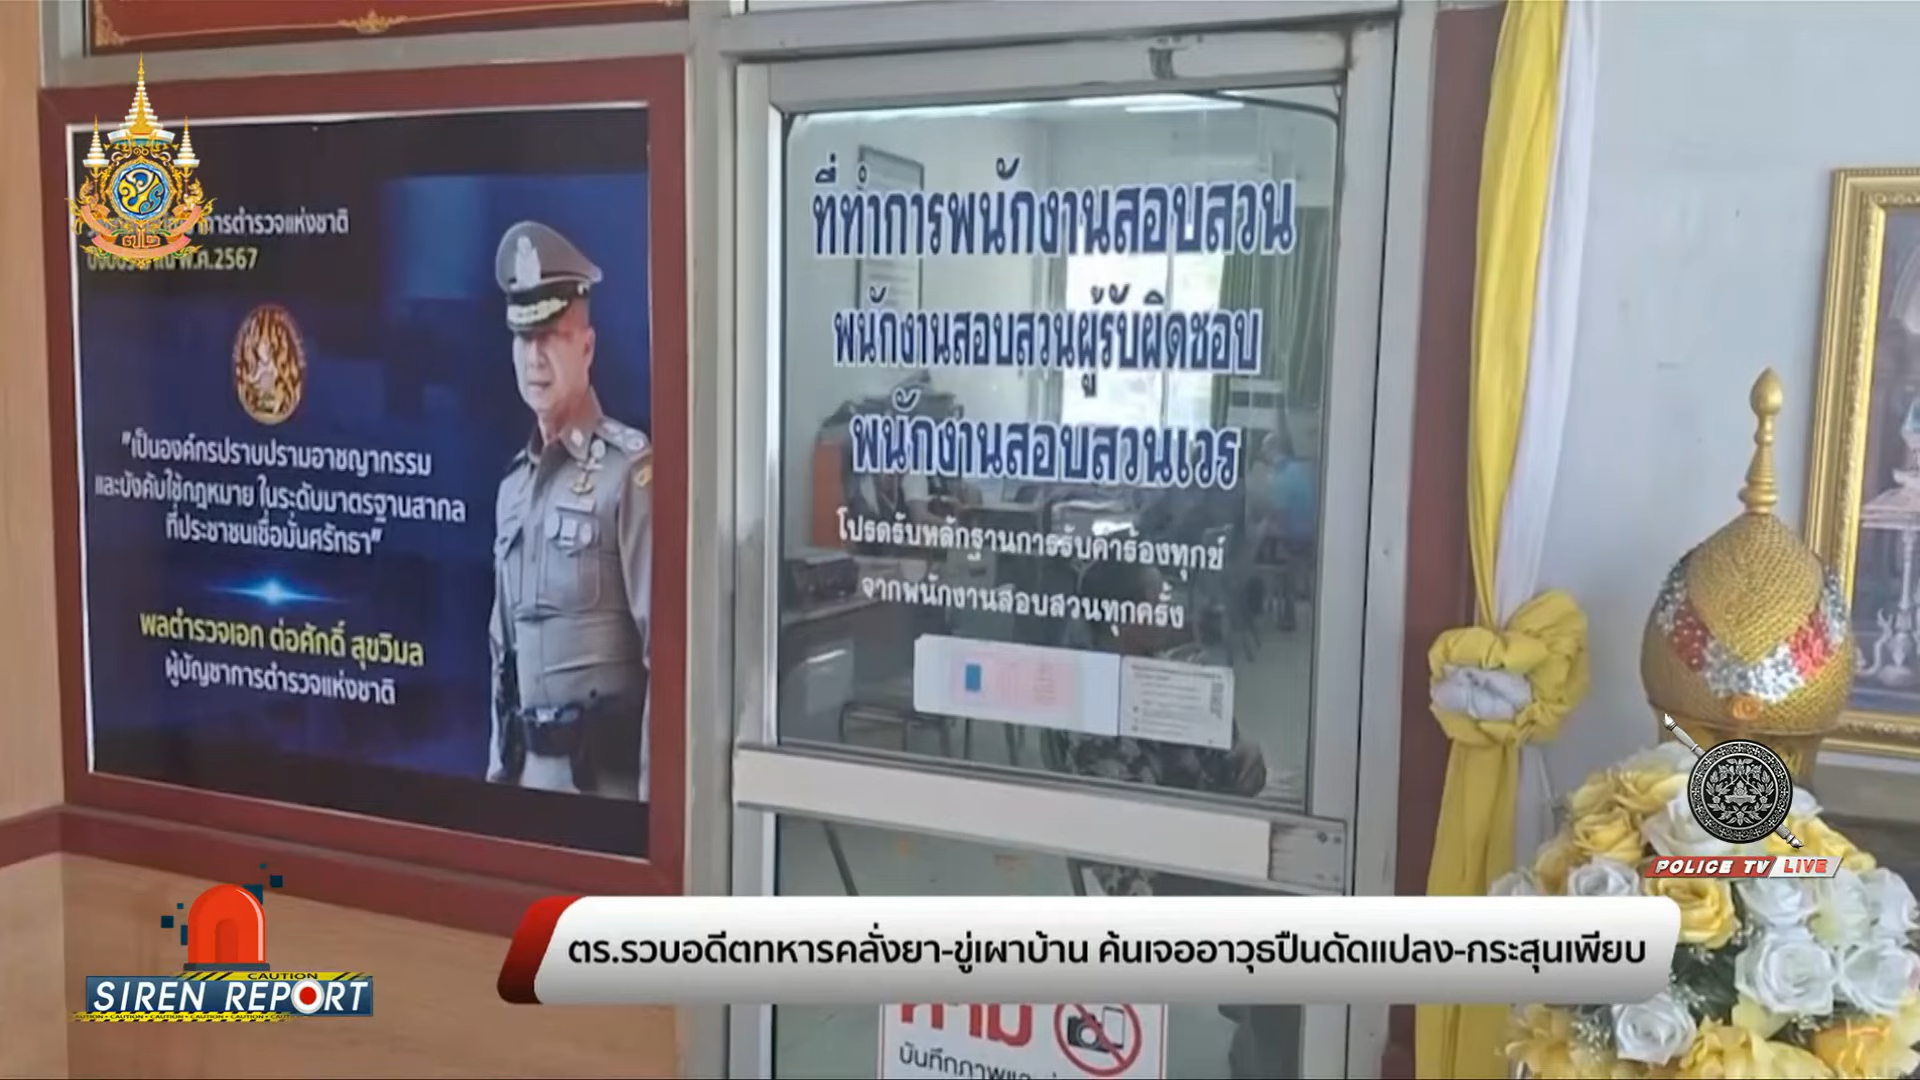 การตำรวจแห่งชาติ
พ.ศ.2567
"เป็นองค์กรปราบปรามอาชญากรรม
และบังคับใช้กฎหมาย ในระดับมาตรฐานสากล
ที่ประชาชนเชื่อมั่นศรัทธา"
พลตำรวจเอก ต่อศักดิ์ สุขวิมล
ผู้บัญชาการตำรวจแห่งชาติ
ที่ทำการพนักงานสอบสวน
พนักงานสอบสวนผู้รับผิดชอบ
พนักงานสอบสวนเวร
โปรดรับหลักฐานการรับคำร้องทุกข์
จากพนักงานสอบสวนทุกครั้ง
POLICE TV LIVE
ตร.รวบอดีตทหารคลั่งยา-ขู่เผาบ้าน ค้นเจออาวุธปืนดัดแปลง-กระสุนเพียบ
CAUTION
SIREN REPORT
ห้าม
บันทึกภาพและ